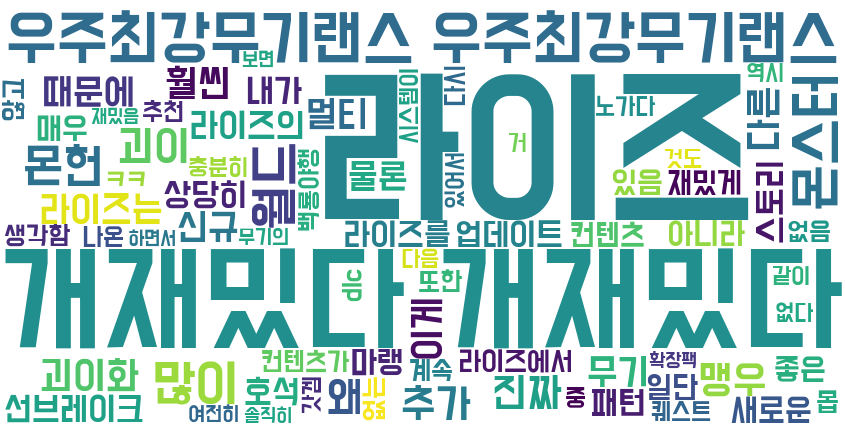 우주최강무기랜스 우주최강무기랜스
보면
않고
때문에
훨씬
내가
시스템이
사다
라이즈
노가다
역시
다른
몬스터
매우
재밌음
추천
라이즈의
멀티
괴이
몬헌
충분히
월드
백룡야행
물론
있어서
거
것도
있음
재밌게
스토리
ㅋㅋ
상당히
라이즈는
신규
생각함
나온
하면서
무기의
라이즈를
업데이트
컨텐츠
아니라
없음
개재밌다 개재밌다
다음
또한
dlc
이게
같이
없다
괴이화
많이
컨텐츠가
마랭
계속
라이즈에서
무기
확장팩
맹우
좋은
선브레이크
여전히
호석
솔직히
갓겜
왜
없는
추가
진짜
중
패턴
일단
퀘스트
새로운
몹